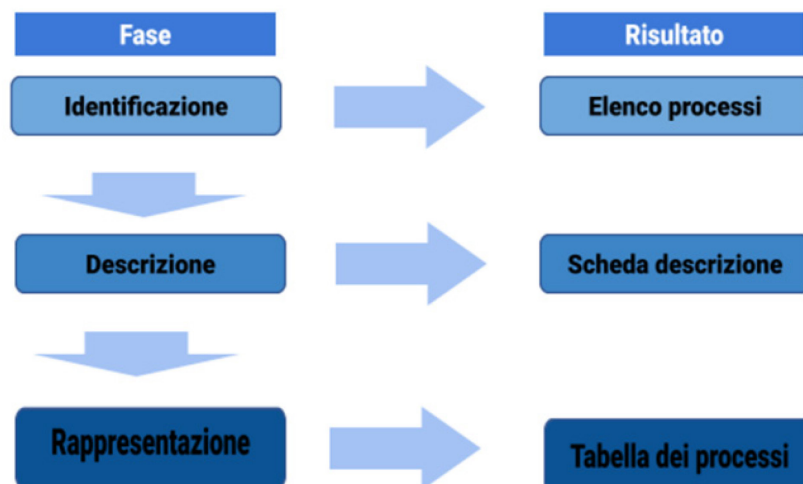 Fase
Risultato
Identificazione
Elenco processi
Descrizione
Scheda descrizione
Rappresentazione
Tabella dei processi